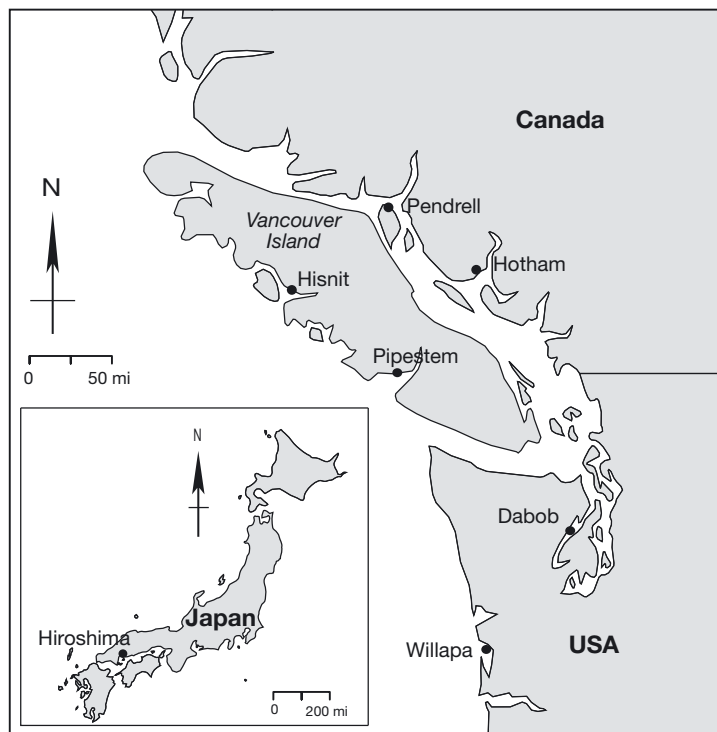 Canada
N
Pendrell
Vancouver
Island
Hotham
Hisnit
Pipestem
0 50 mi
N
Dabob
Japan
Hiroshima
USA
Willapa
0 200 mi